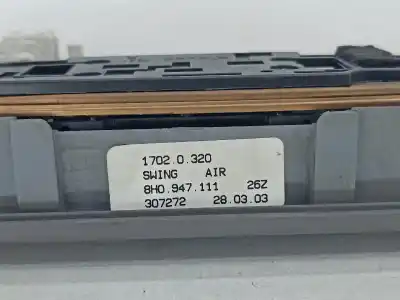 1702.0.320
SWING AIR
8H0.947.111 26Z
307272 28.03.03